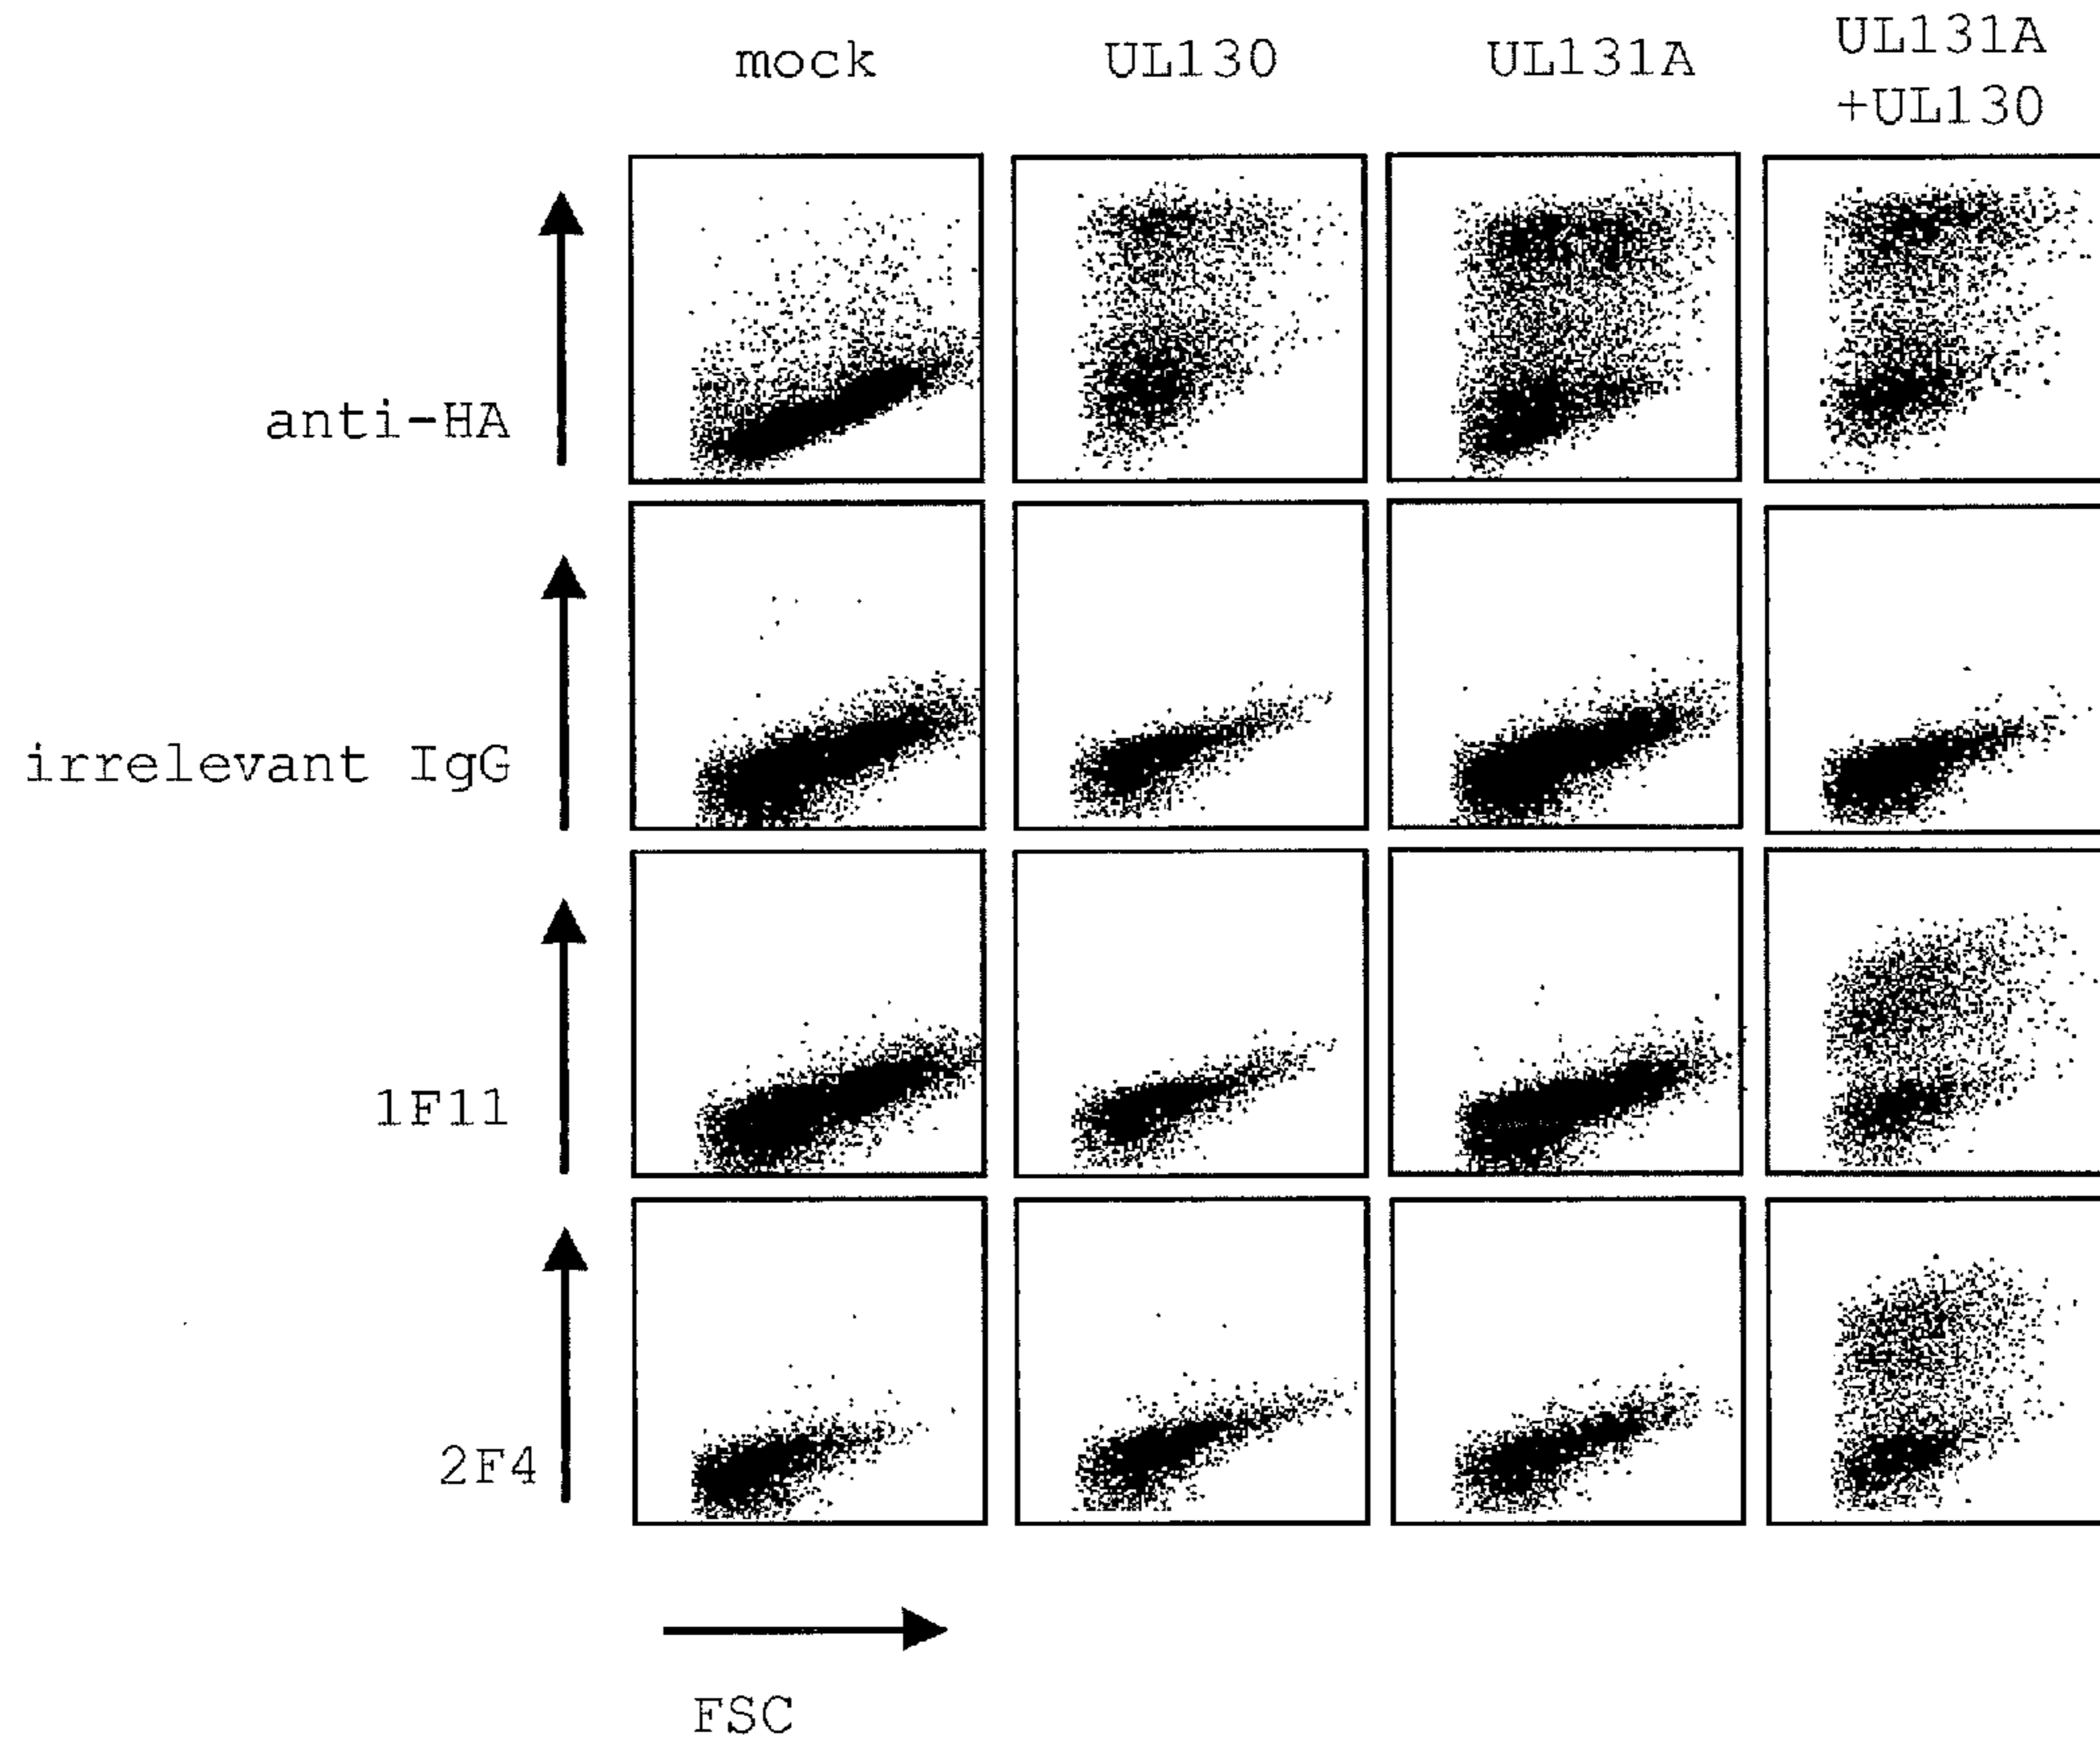 mock
UL130
UL131A
UL131A
+UL130
anti-HA
irrelevant IgG
1F11
2F4
FSC